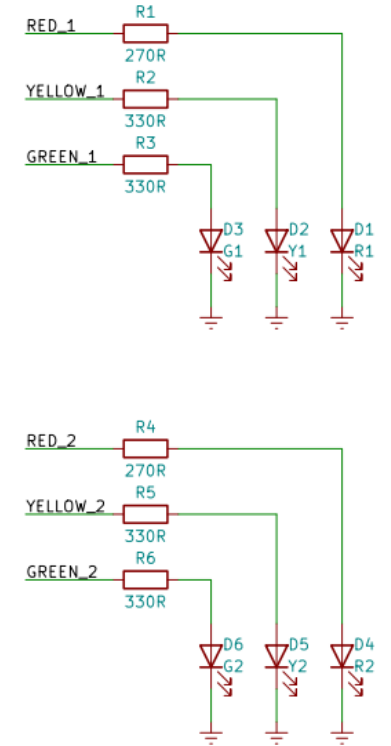 R1
RED_1
270R
R2
YELLOW_1
330R
R3
GREEN_1
330R
D3 D2 D1
G1 Y1 R1
R4
RED_2
270R
R5
YELLOW_2
330R
R6
GREEN_2
330R
D6 D5 D4
G2 Y2 R2